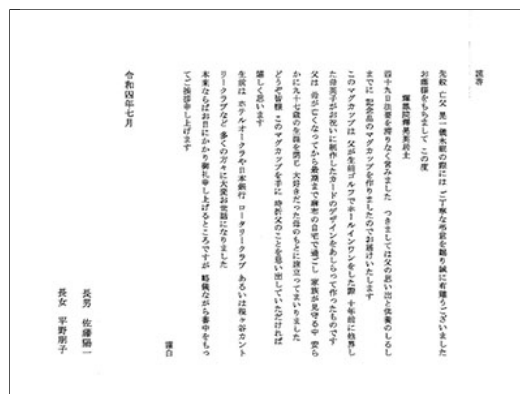 謹啓
先般 亡父 晃一儀永眠の際には ご丁寧な弔意を賜り誠に有難うございました
お蔭様をもちまして この度
四十九日法要を滞りなく営みました つきましては父の思い出と供養のしるし
までに 記念品のマグカップを作りましたのでお届けいたします
このマグカップは 父が生前ゴルフでホールインワンをした際 十年前に他界し
た母英子がお祝いに制作したカードのデザインをあしらって作ったものです
父は 母が亡くなってから最期まで麻布の自宅で過ごし 家族が見守る中 安ら
かに九十七歳の生涯を閉じ 大好きだった母のもとに旅立ってまいりました
どうぞ皆様 このマグカップを手に 時折父のことを思い出していただければ
嬉しく思います
生前は ホテルオークラや日本銀行 ロータリークラブ あるいは程ヶ谷カント
リークラブなど 多くの方々に大変お世話になりました
本来ならばお目にかかり御礼申し上げるところですが 略儀ながら書中をもっ
てご挨拶申し上げます
謹白
令和四年七月
長男 佐藤陽一
長女 平野朋子